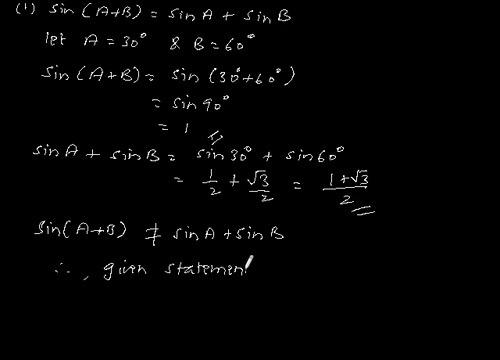 (1) sin (A+B) = sin A + sin B
let A = 30° & B = 60°
sin (A+B) = sin (30°+60°)
= sin 90°
= 1
sin A + sin B = sin 30° + sin 60°
= 1/2 + √3/2 = (1+√3)/2
sin(A+B) ≠ sin A + sin B
∴, given statement